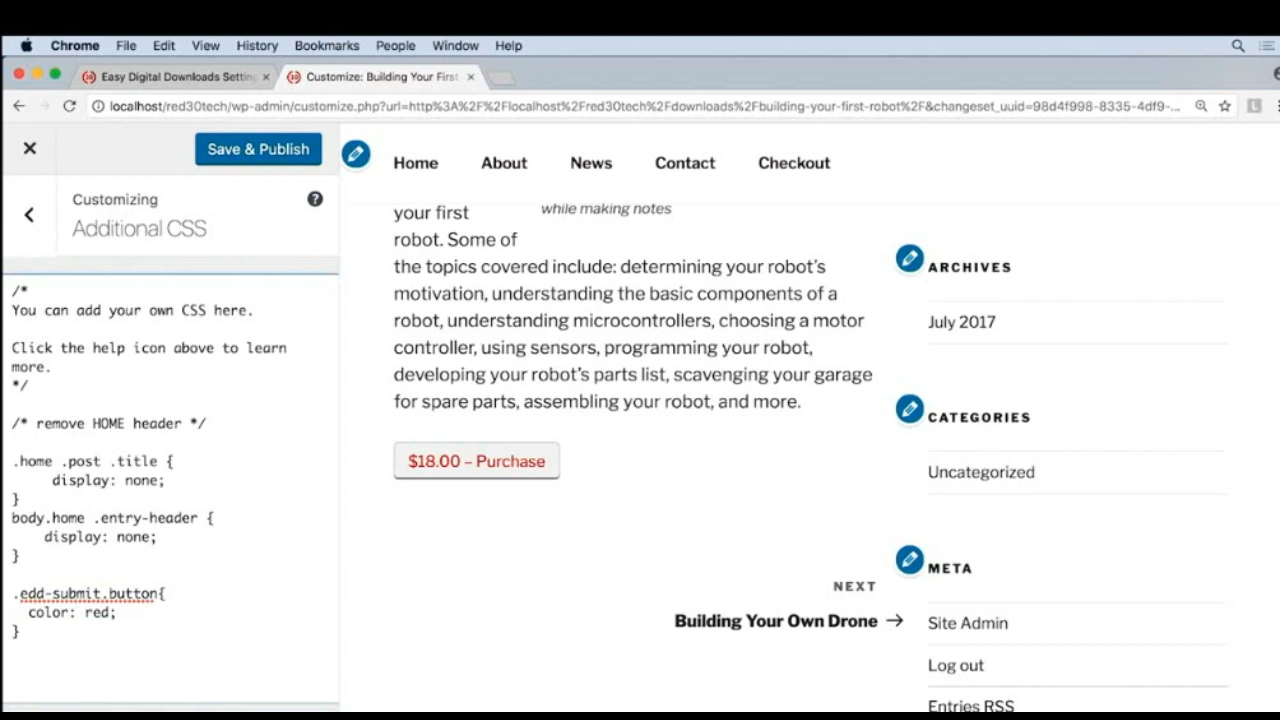 Chrome File Edit View History Bookmarks People Window Help
Easy Digital Downloads Settin
Customize: Building Your First
localhost/red30tech/wp-admin/customize.php?url=http%3A%2F%2Flocalhost%2Fred30tech%2Fdownloads%2Fbuilding-your-first-robot%2F&changeset_uuid=98d4f998-8335-4df9-...
Save & Publish
Customizing
Additional CSS
/*
You can add your own CSS here.
Click the help icon above to learn
more.
*/
/* remove HOME header */
.home .post .title {
display: none;
}
body.home .entry-header {
display: none;
}
.edd-submit.button{
color: red;
}
Home About News Contact Checkout
your first
while making notes
robot. Some of
the topics covered include: determining your robot's
motivation, understanding the basic components of a
robot, understanding microcontrollers, choosing a motor
controller, using sensors, programming your robot,
developing your robot's parts list, scavenging your garage
for spare parts, assembling your robot, and more.
$18.00 – Purchase
NEXT
Building Your Own Drone →
ARCHIVES
July 2017
CATEGORIES
Uncategorized
META
Site Admin
Log out
Entries RSS